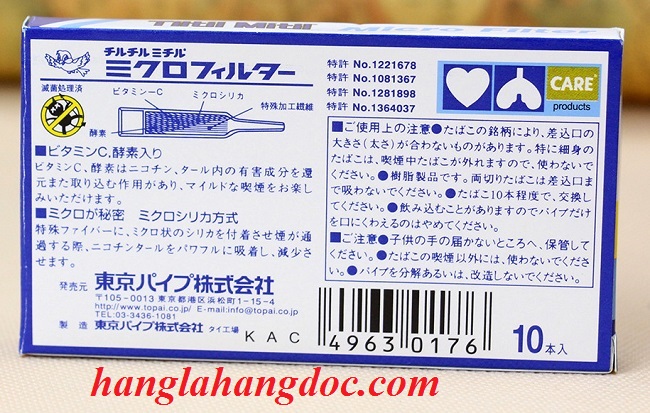 Micro Filter
チルチルミチル
ミクロフィルター
滅菌処理済
ビタミンC
ミクロシリカ
特殊加工繊維
酵素
特許 No.1221678
特許 No.1081367
特許 No.1281898
特許 No.1364037
CARE
products
■ビタミンC、酵素入り
ビタミンC、酵素はニコチン、タール内の有害成分を還
元また取り込む作用があり、マイルドな喫煙をお楽し
みいただけます。
■ミクロが秘密 ミクロシリカ方式
特殊ファイバーに、ミクロ状のシリカを付着させ煙が通
過する際、ニコチンタールをパワフルに吸着し、減少さ
せます。
■ご使用上の注意●たばこの銘柄により、差込口の
大きさ(太さ)が合わないものがあります。特に細身の
たばこは、喫煙中たばこが外れますので、使わないで
ください。●樹脂製品です。両切りたばこは差込口ま
で吸わないでください。●たばこ10本程度で、交換し
てください。●飲み込むことがありますのでパイプだけ
を口にくわえるのはやめてください。
■ご注意●子供の手の届かないところへ、保管して
ください。●たばこの喫煙以外には、使わないでくだ
さい。●パイプを分解あるいは、改造しないでください。
発売元 東京パイプ株式会社
〒105-0013 東京都港区浜松町1-15-4
http://www.topai.co.jp E-mail:info@topai.co.jp
TEL:03-3436-1081
製造 東京パイプ株式会社 タイ工場
KAC
4963 0176
10本入
hanglahangdoc.com